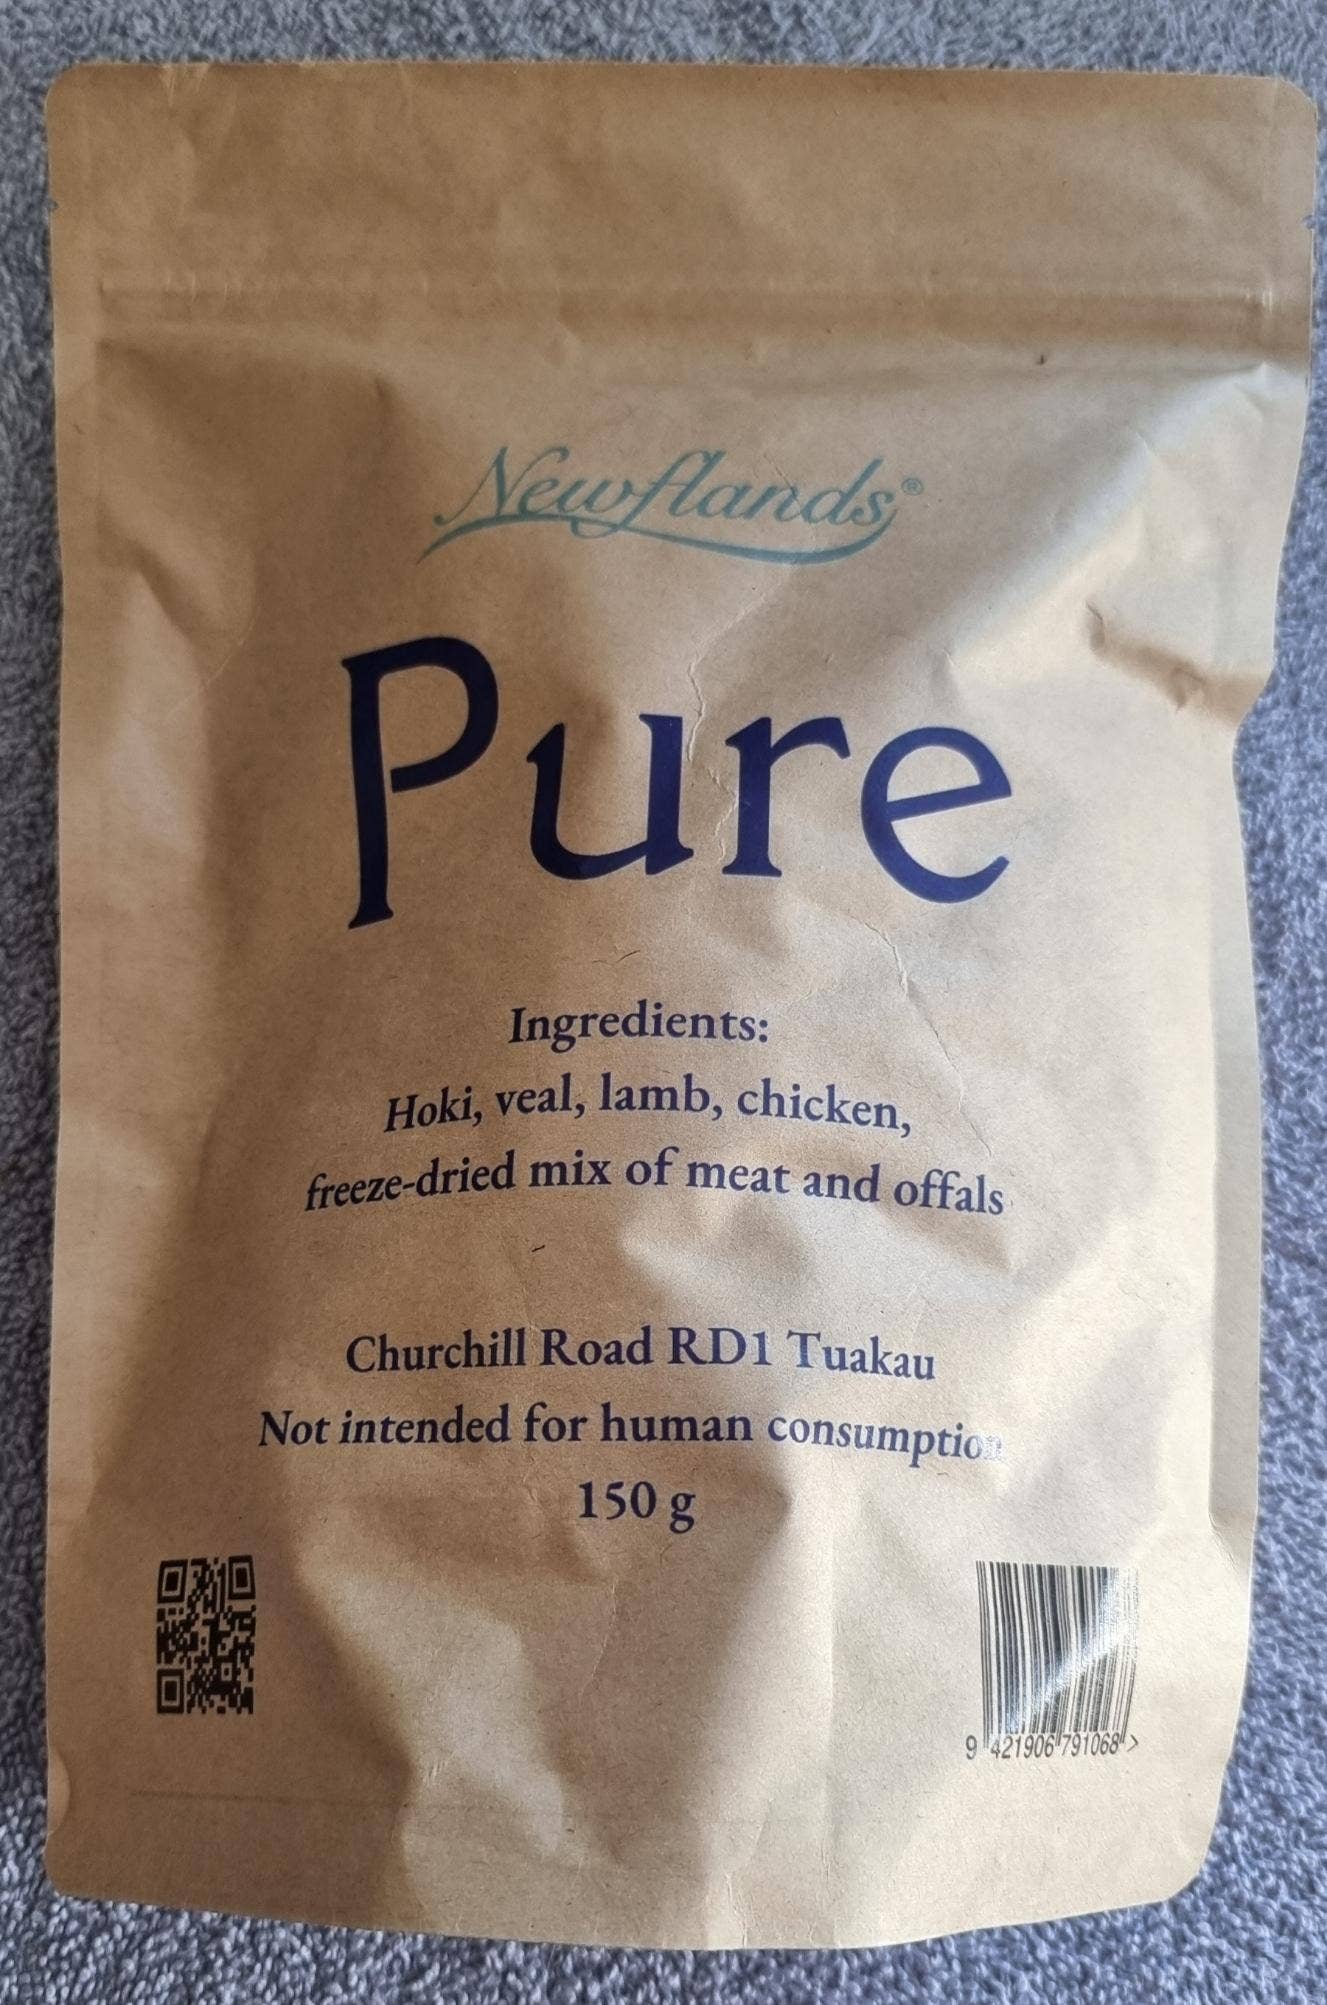 Newflands®
Pure
Ingredients:
Hoki, veal, lamb, chicken,
freeze-dried mix of meat and offals
Churchill Road RD1 Tuakau
Not intended for human consumption
150 g
9 421906 791068 >